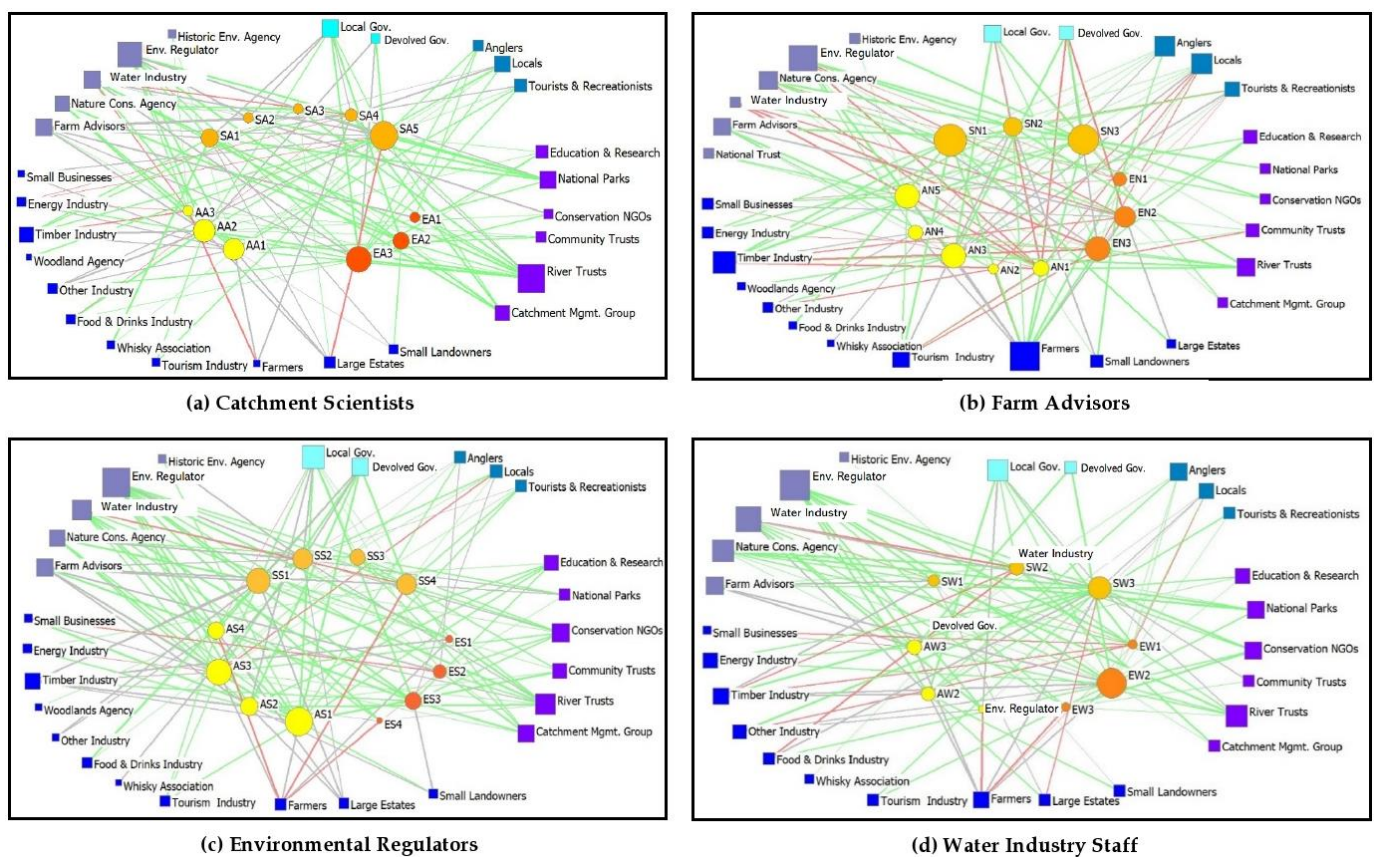 Local Gov.
Devolved Gov.
Historic Env. Agency
Env. Regulator
Water Industry
Nature Cons. Agency
Farm Advisors
Anglers
Locals
Tourists & Recreationists
SA1
SA2
SA3
SA4
SA5
Education & Research
National Parks
Conservation NGOs
Community Trusts
River Trusts
Catchment Mgmt. Group
Small Businesses
Energy Industry
Timber Industry
Woodland Agency
Other Industry
Food & Drinks Industry
Whisky Association
Tourism Industry
Farmers
Large Estates
Small Landowners
AA3
AA2
AA1
EA1
EA2
EA3
(a) Catchment Scientists
Local Gov.
Devolved Gov.
Historic Env. Agency
Env. Regulator
Nature Cons. Agency
Water Industry
Farm Advisors
National Trust
Anglers
Locals
Tourists & Recreationists
SN1
SN2
SN3
Education & Research
National Parks
Conservation NGOs
Community Trusts
River Trusts
Catchment Mgmt. Group
Small Businesses
Energy Industry
Timber Industry
Woodlands Agency
Other Industry
Food & Drinks Industry
Whisky Association
Tourism Industry
Farmers
Small Landowners
Large Estates
AN5
AN4
AN3
AN2
AN1
EN1
EN2
EN3
(b) Farm Advisors
Local Gov.
Devolved Gov.
Historic Env. Agency
Env. Regulator
Water Industry
Nature Cons. Agency
Farm Advisors
Anglers
Locals
Tourists & Recreationists
SS1
SS2
SS3
SS4
Education & Research
National Parks
Conservation NGOs
Community Trusts
River Trusts
Catchment Mgmt. Group
Small Businesses
Energy Industry
Timber Industry
Woodlands Agency
Other Industry
Food & Drinks Industry
Whisky Association
Tourism Industry
Farmers
Large Estates
Small Landowners
AS4
AS3
AS2
AS1
ES1
ES2
ES3
ES4
(c) Environmental Regulators
Local Gov.
Devolved Gov.
Historic Env. Agency
Env. Regulator
Water Industry
Nature Cons. Agency
Farm Advisors
Anglers
Locals
Tourists & Recreationists
Water Industry
SW1
SW2
SW3
Devolved Gov.
Education & Research
National Parks
Conservation NGOs
Community Trusts
River Trusts
Catchment Mgmt. Group
Small Businesses
Energy Industry
Timber Industry
Other Industry
Food & Drinks Industry
Whisky Association
Tourism Industry
Farmers
Large Estates
Small Landowners
AW3
AW2
Env. Regulator
EW1
EW2
EW3
(d) Water Industry Staff